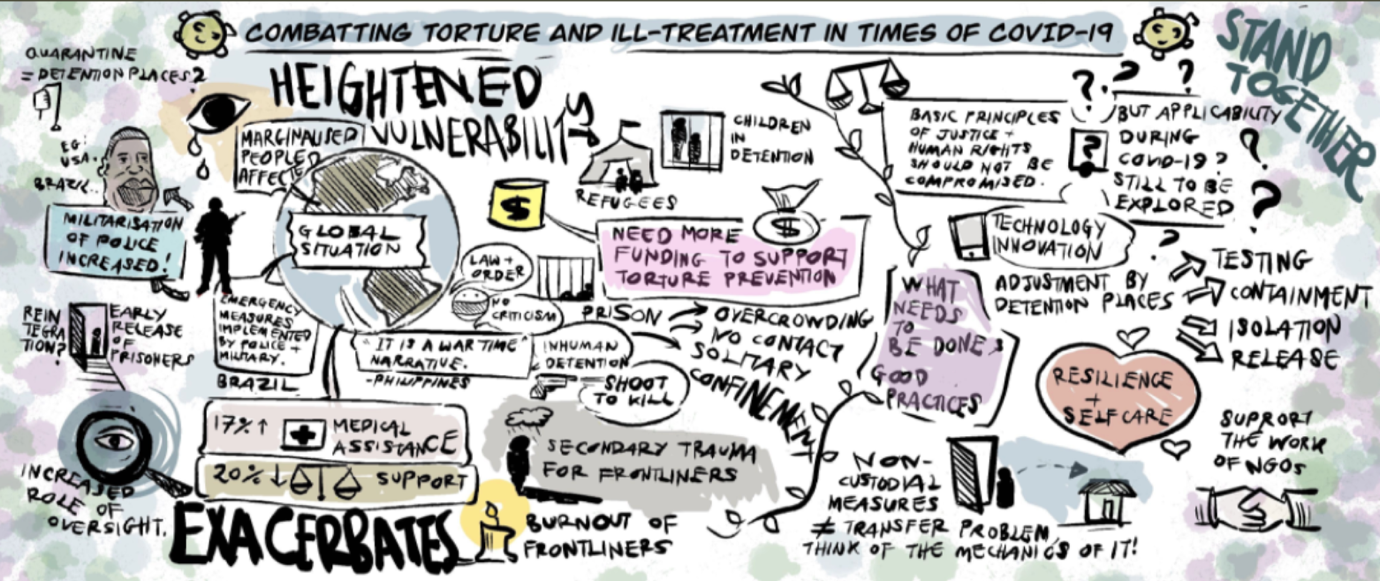 COMBATTING TORTURE AND ILL-TREATMENT IN TIMES OF COVID-19
STAND
TOGETHER
QUARANTINE
= DETENTION PLACES?
EG:
USA..
BRAZIL..
MILITARISATION
OF POLICE
INCREASED!
HEIGHTENED
VULNERABILITY
MARGINALISED
PEOPLE
AFFECTED
GLOBAL
SITUATION
REFUGEES
CHILDREN
IN
DETENTION
$
NEED MORE
FUNDING TO SUPPORT
TORTURE PREVENTION
$
BASIC PRINCIPLES
OF JUSTICE +
HUMAN RIGHTS
SHOULD NOT BE
COMPROMISED.
? ? ?
?
BUT APPLICABILITY
DURING
COVID-19?
STILL TO BE
EXPLORED
?
?
?
TECHNOLOGY
INNOVATION
ADJUSTMENT BY
DETENTION PLACES
TESTING
CONTAINMENT
ISOLATION
RELEASE
LAW +
ORDER
NO
CRITICISM
PRISON
OVERCROWDING
NO CONTACT
SOLITARY
CONFINEMENT
INHUMAN
DETENTION
SHOOT
TO KILL
"IT IS A WAR TIME"
NARRATIVE.
-PHILIPPINES
EMERGENCY
MEASURES
IMPLEMENTED
BY POLICE +
MILITARY.
BRAZIL
REIN
TEGRA
TION?
EARLY
RELEASE
OF
PRISONERS
WHAT
NEEDS
TO
BE DONE,
GOOD
PRACTICES
RESILIENCE
+
SELF CARE
SUPPORT
THE WORK
OF NGOS
17% ↑ MEDICAL
ASSISTANCE
20% ↓ SUPPORT
EXACERBATES
INCREASED
ROLE OF
OVERSIGHT.
SECONDARY TRAUMA
FOR FRONTLINERS
BURNOUT OF
FRONTLINERS
NON-
CUSTODIAL
MEASURES
≠ TRANSFER PROBLEM,
THINK OF THE MECHANICS OF IT!